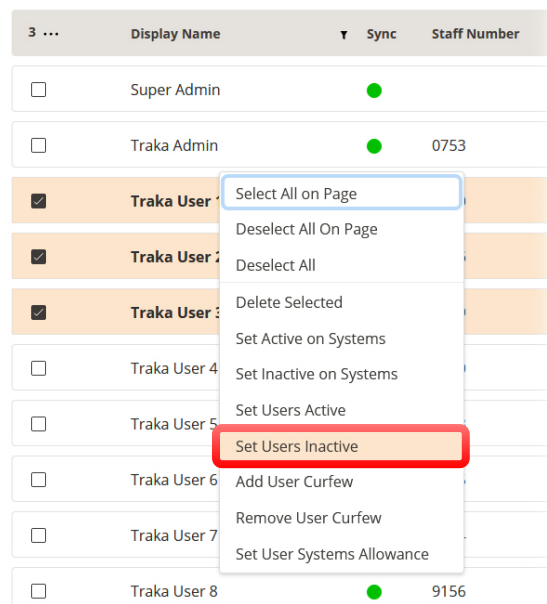 3 ... Display Name Sync Staff Number
Super Admin
Traka Admin 0753
Traka User 1
Select All on Page
Deselect All On Page
Traka User 2
Deselect All
Delete Selected
Traka User 3
Set Active on Systems
Traka User 4
Set Inactive on Systems
Set Users Active
Traka User 5
Set Users Inactive
Traka User 6
Add User Curfew
Remove User Curfew
Traka User 7
Set User Systems Allowance
Traka User 8 9156